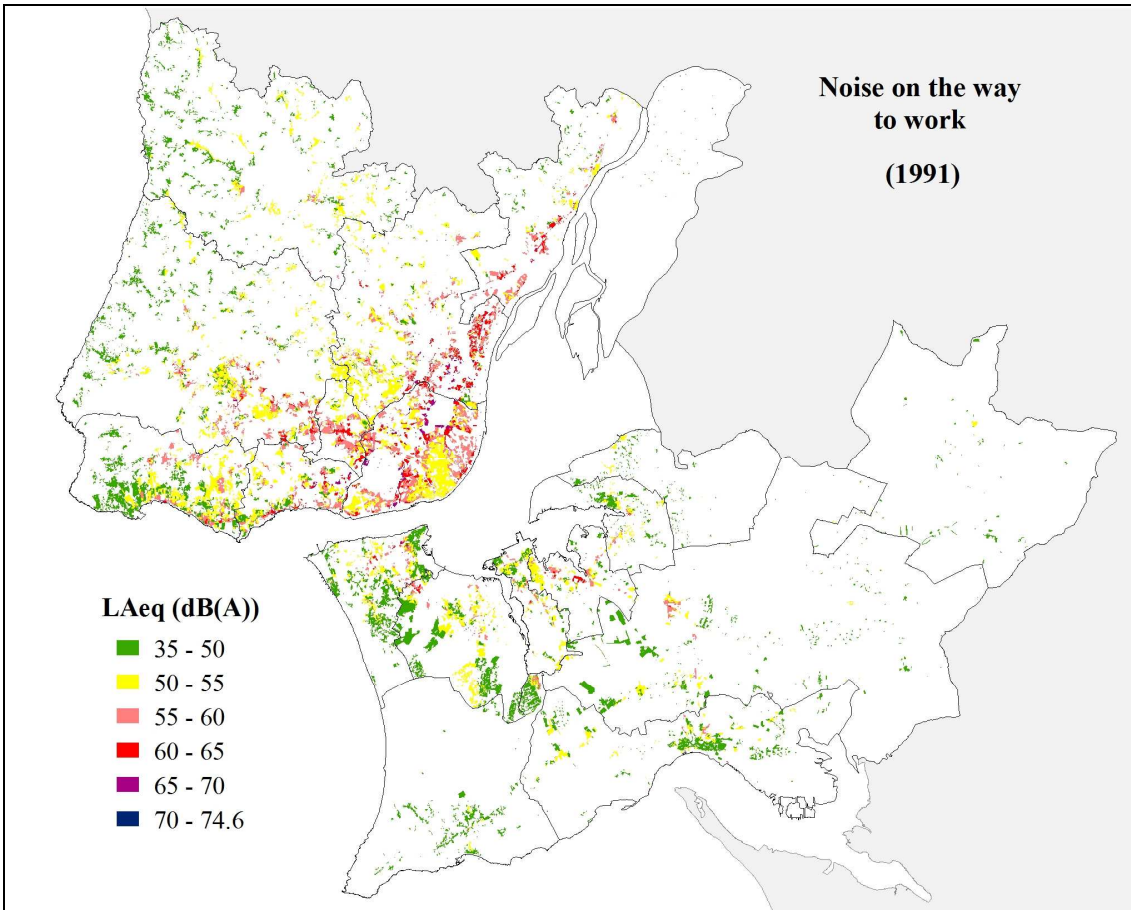 Noise on the way
to work
(1991)
LAeq (dB(A))
35 - 50
50 - 55
55 - 60
60 - 65
65 - 70
70 - 74.6